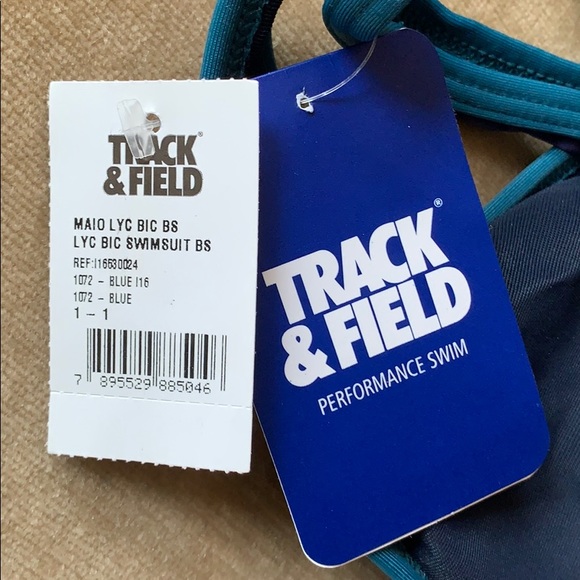 TRACK
& FIELD
MAIO LYC BIC BS
LYC BIC SWIMSUIT BS
REF:I16530024
1072 - BLUE I16
1072 - BLUE
1 - 1
7 895529 885046
TRACK
& FIELD
PERFORMANCE SWIM